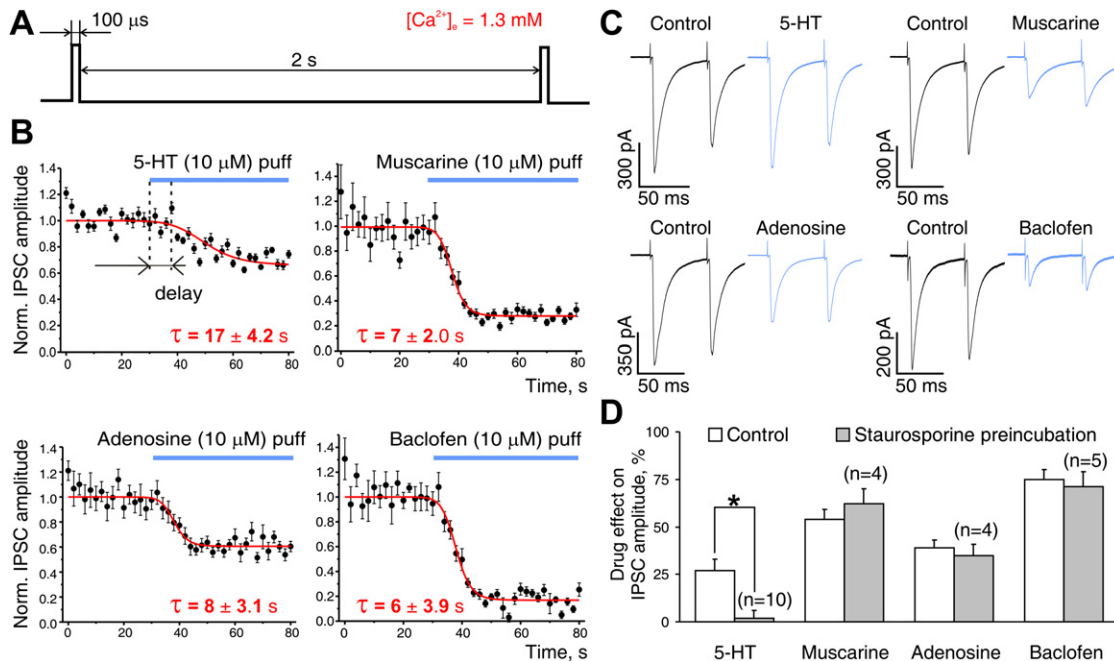 A
100 μs
[Ca²⁺]ₑ = 1.3 mM
2 s
B
5-HT (10 μM) puff
Norm. IPSC amplitude
1.4
1.2
1.0
0.8
0.6
0.4
0.2
0.0
delay
τ = 17 ± 4.2 s
0 20 40 60 80
Muscarine (10 μM) puff
1.4
1.2
1.0
0.8
0.6
0.4
0.2
0.0
τ = 7 ± 2.0 s
0 20 40 60 80
Time, s
Adenosine (10 μM) puff
Norm. IPSC amplitude
1.4
1.2
1.0
0.8
0.6
0.4
0.2
0.0
τ = 8 ± 3.1 s
0 20 40 60 80
Baclofen (10 μM) puff
1.4
1.2
1.0
0.8
0.6
0.4
0.2
0.0
τ = 6 ± 3.9 s
0 20 40 60 80
Time, s
C
Control 5-HT Control Muscarine
300 pA
50 ms
300 pA
50 ms
Control Adenosine Control Baclofen
350 pA
50 ms
200 pA
50 ms
D
Drug effect on
IPSC amplitude, %
100
75
50
25
0
Control Staurosporine preincubation
*
(n=10)
(n=4)
(n=4)
(n=5)
5-HT Muscarine Adenosine Baclofen